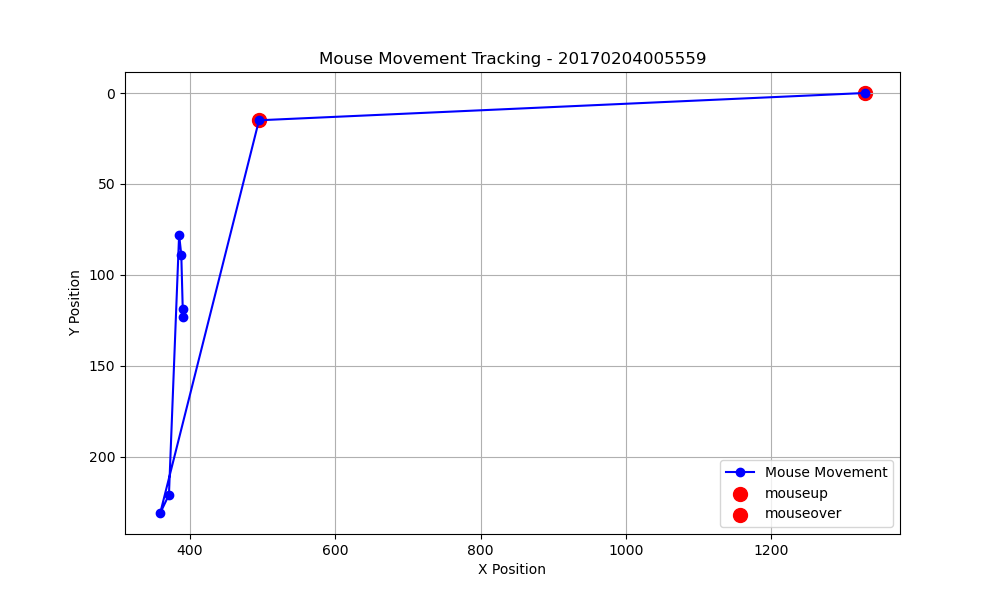 Mouse Movement Tracking - 20170204005559
Y Position
0
50
100
150
200
400
600
800
1000
1200
X Position
Mouse Movement
mouseup
mouseover